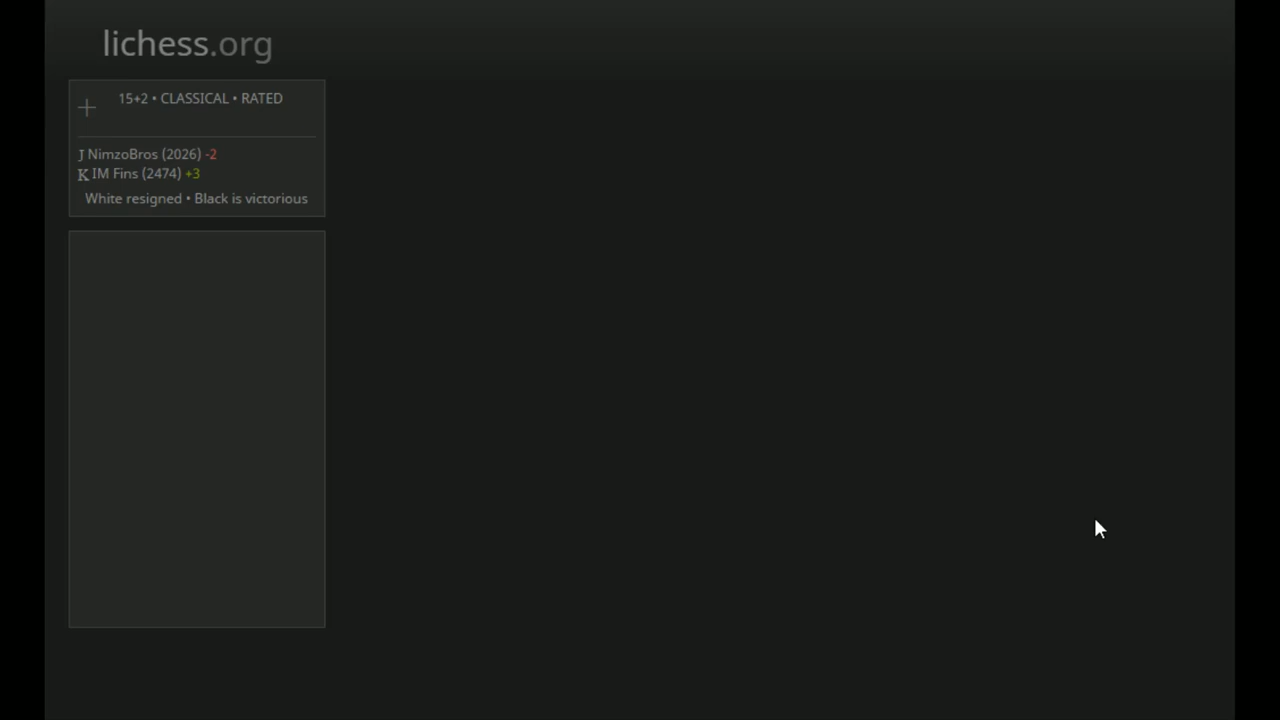 lichess.org
15+2 • CLASSICAL • RATED
NimzoBros (2026) -2
IM Fins (2474) +3
White resigned • Black is victorious